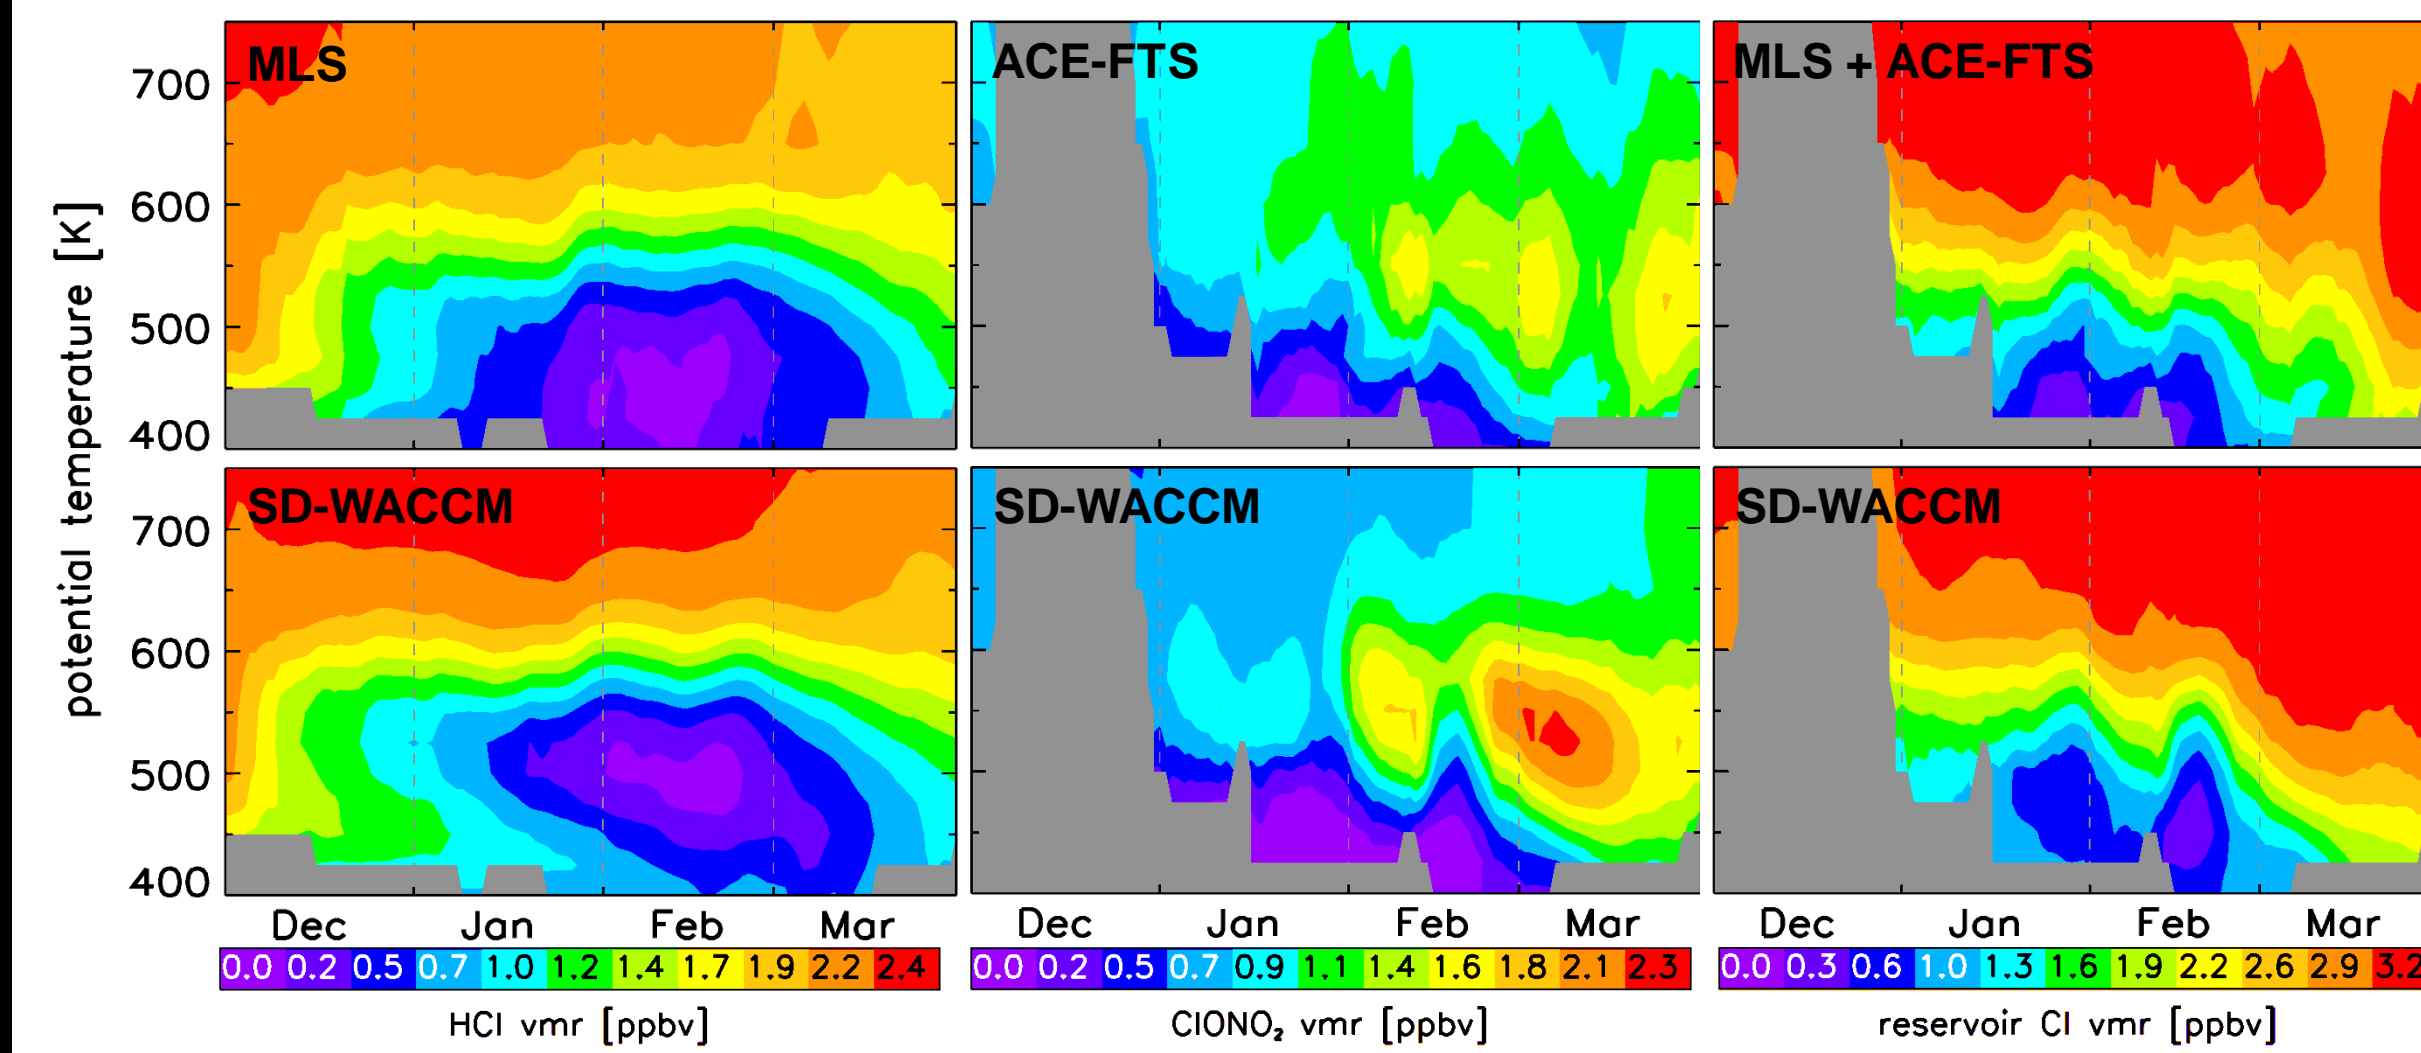 MLS
ACE-FTS
MLS + ACE-FTS
700
600
500
400
potential temperature [K]
SD-WACCM
SD-WACCM
SD-WACCM
700
600
500
400
Dec Jan Feb Mar
Dec Jan Feb Mar
Dec Jan Feb Mar
0.0 0.2 0.5 0.7 1.0 1.2 1.4 1.7 1.9 2.2 2.4
0.0 0.2 0.5 0.7 0.9 1.1 1.4 1.6 1.8 2.1 2.3
0.0 0.3 0.6 1.0 1.3 1.6 1.9 2.2 2.6 2.9 3.2
HCl vmr [ppbv]
ClONO₂ vmr [ppbv]
reservoir Cl vmr [ppbv]